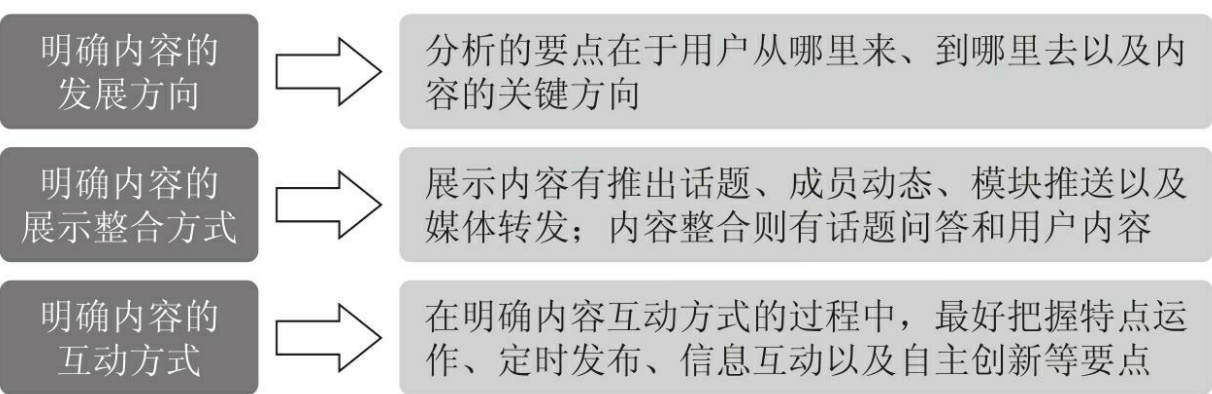 明确内容的
发展方向
分析的要点在于用户从哪里来、到哪里去以及内
容的关键方向
明确内容的
展示整合方式
展示内容有推出话题、成员动态、模块推送以及
媒体转发；内容整合则有话题问答和用户内容
明确内容的
互动方式
在明确内容互动方式的过程中，最好把握特点运
作、定时发布、信息互动以及自主创新等要点